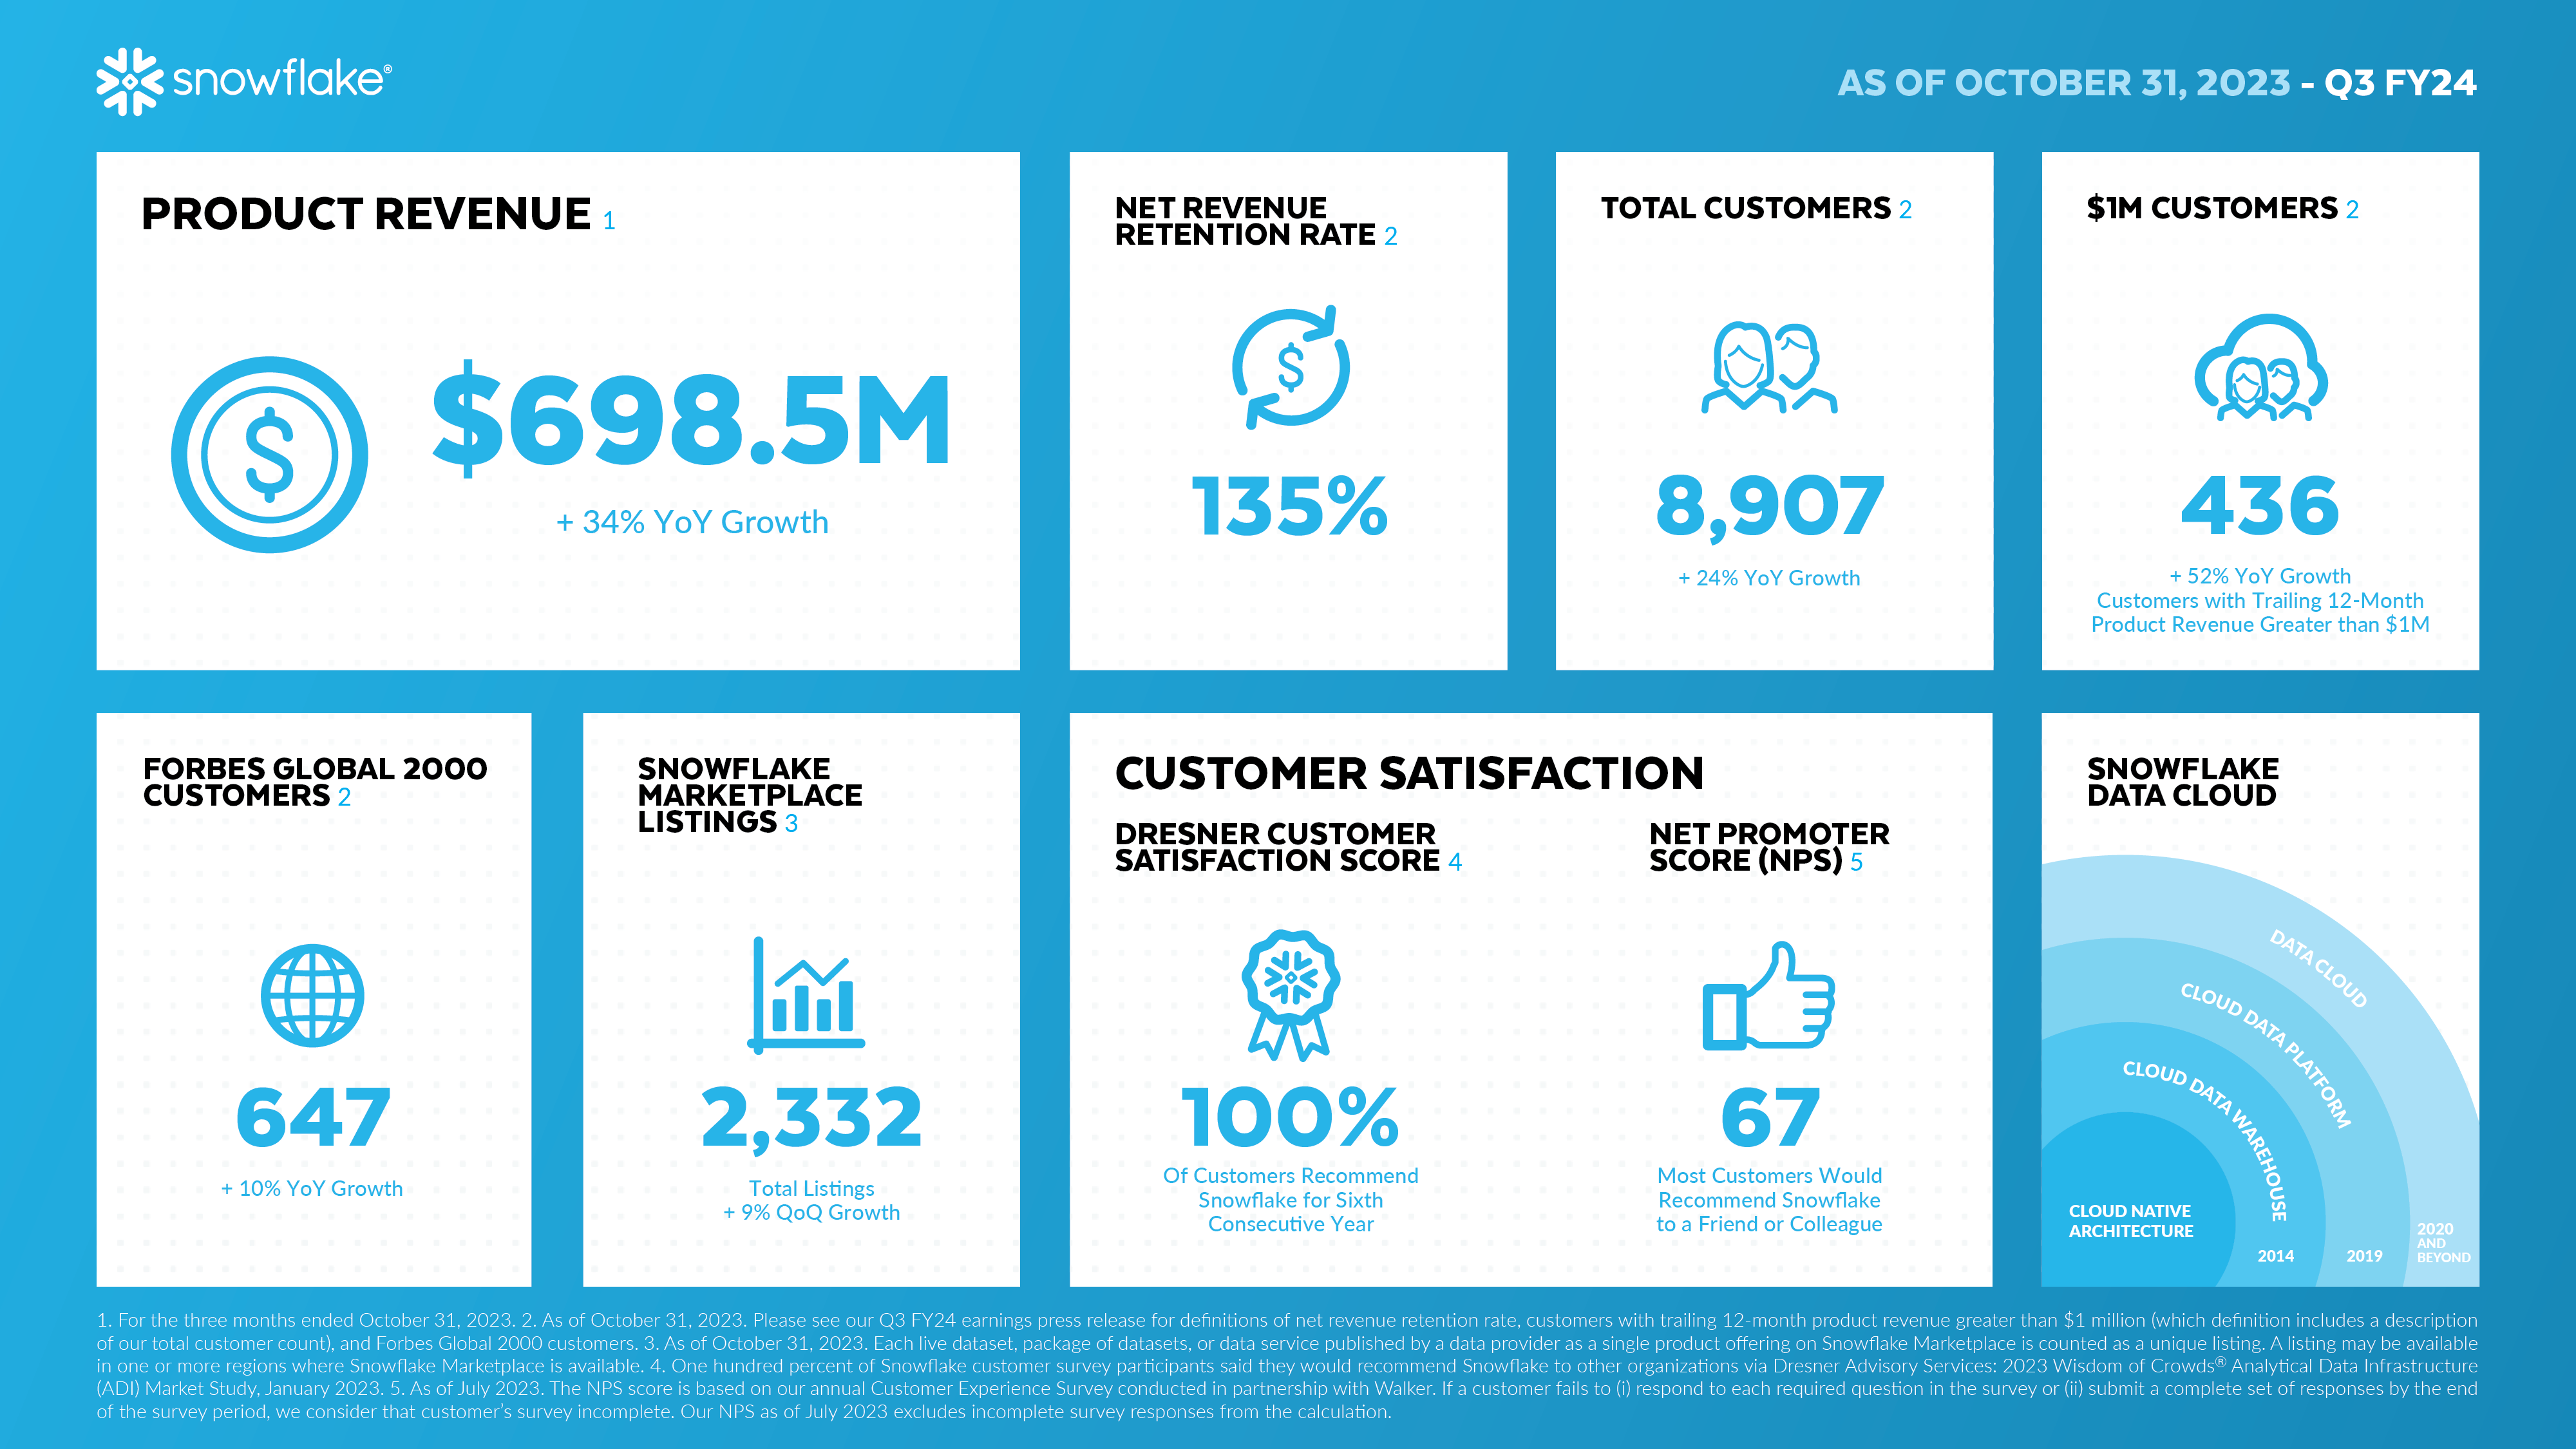 snowflake®
AS OF OCTOBER 31, 2023 - Q3 FY24
PRODUCT REVENUE 1
$698.5M
+ 34% YoY Growth
NET REVENUE
RETENTION RATE 2
135%
TOTAL CUSTOMERS 2
8,907
+ 24% YoY Growth
$1M CUSTOMERS 2
436
+ 52% YoY Growth
Customers with Trailing 12-Month
Product Revenue Greater than $1M
FORBES GLOBAL 2000
CUSTOMERS 2
647
+ 10% YoY Growth
SNOWFLAKE
MARKETPLACE
LISTINGS 3
2,332
Total Listings
+ 9% QoQ Growth
CUSTOMER SATISFACTION
DRESNER CUSTOMER
SATISFACTION SCORE 4
100%
Of Customers Recommend
Snowflake for Sixth
Consecutive Year
NET PROMOTER
SCORE (NPS) 5
67
Most Customers Would
Recommend Snowflake
to a Friend or Colleague
SNOWFLAKE
DATA CLOUD
DATA CLOUD
CLOUD DATA PLATFORM
CLOUD DATA WAREHOUSE
CLOUD NATIVE
ARCHITECTURE
2014
2019
2020
AND
BEYOND
1. For the three months ended October 31, 2023. 2. As of October 31, 2023. Please see our Q3 FY24 earnings press release for definitions of net revenue retention rate, customers with trailing 12-month product revenue greater than $1 million (which definition includes a description
of our total customer count), and Forbes Global 2000 customers. 3. As of October 31, 2023. Each live dataset, package of datasets, or data service published by a data provider as a single product offering on Snowflake Marketplace is counted as a unique listing. A listing may be available
in one or more regions where Snowflake Marketplace is available. 4. One hundred percent of Snowflake customer survey participants said they would recommend Snowflake to other organizations via Dresner Advisory Services: 2023 Wisdom of Crowds® Analytical Data Infrastructure
(ADI) Market Study, January 2023. 5. As of July 2023. The NPS score is based on our annual Customer Experience Survey conducted in partnership with Walker. If a customer fails to (i) respond to each required question in the survey or (ii) submit a complete set of responses by the end
of the survey period, we consider that customer's survey incomplete. Our NPS as of July 2023 excludes incomplete survey responses from the calculation.